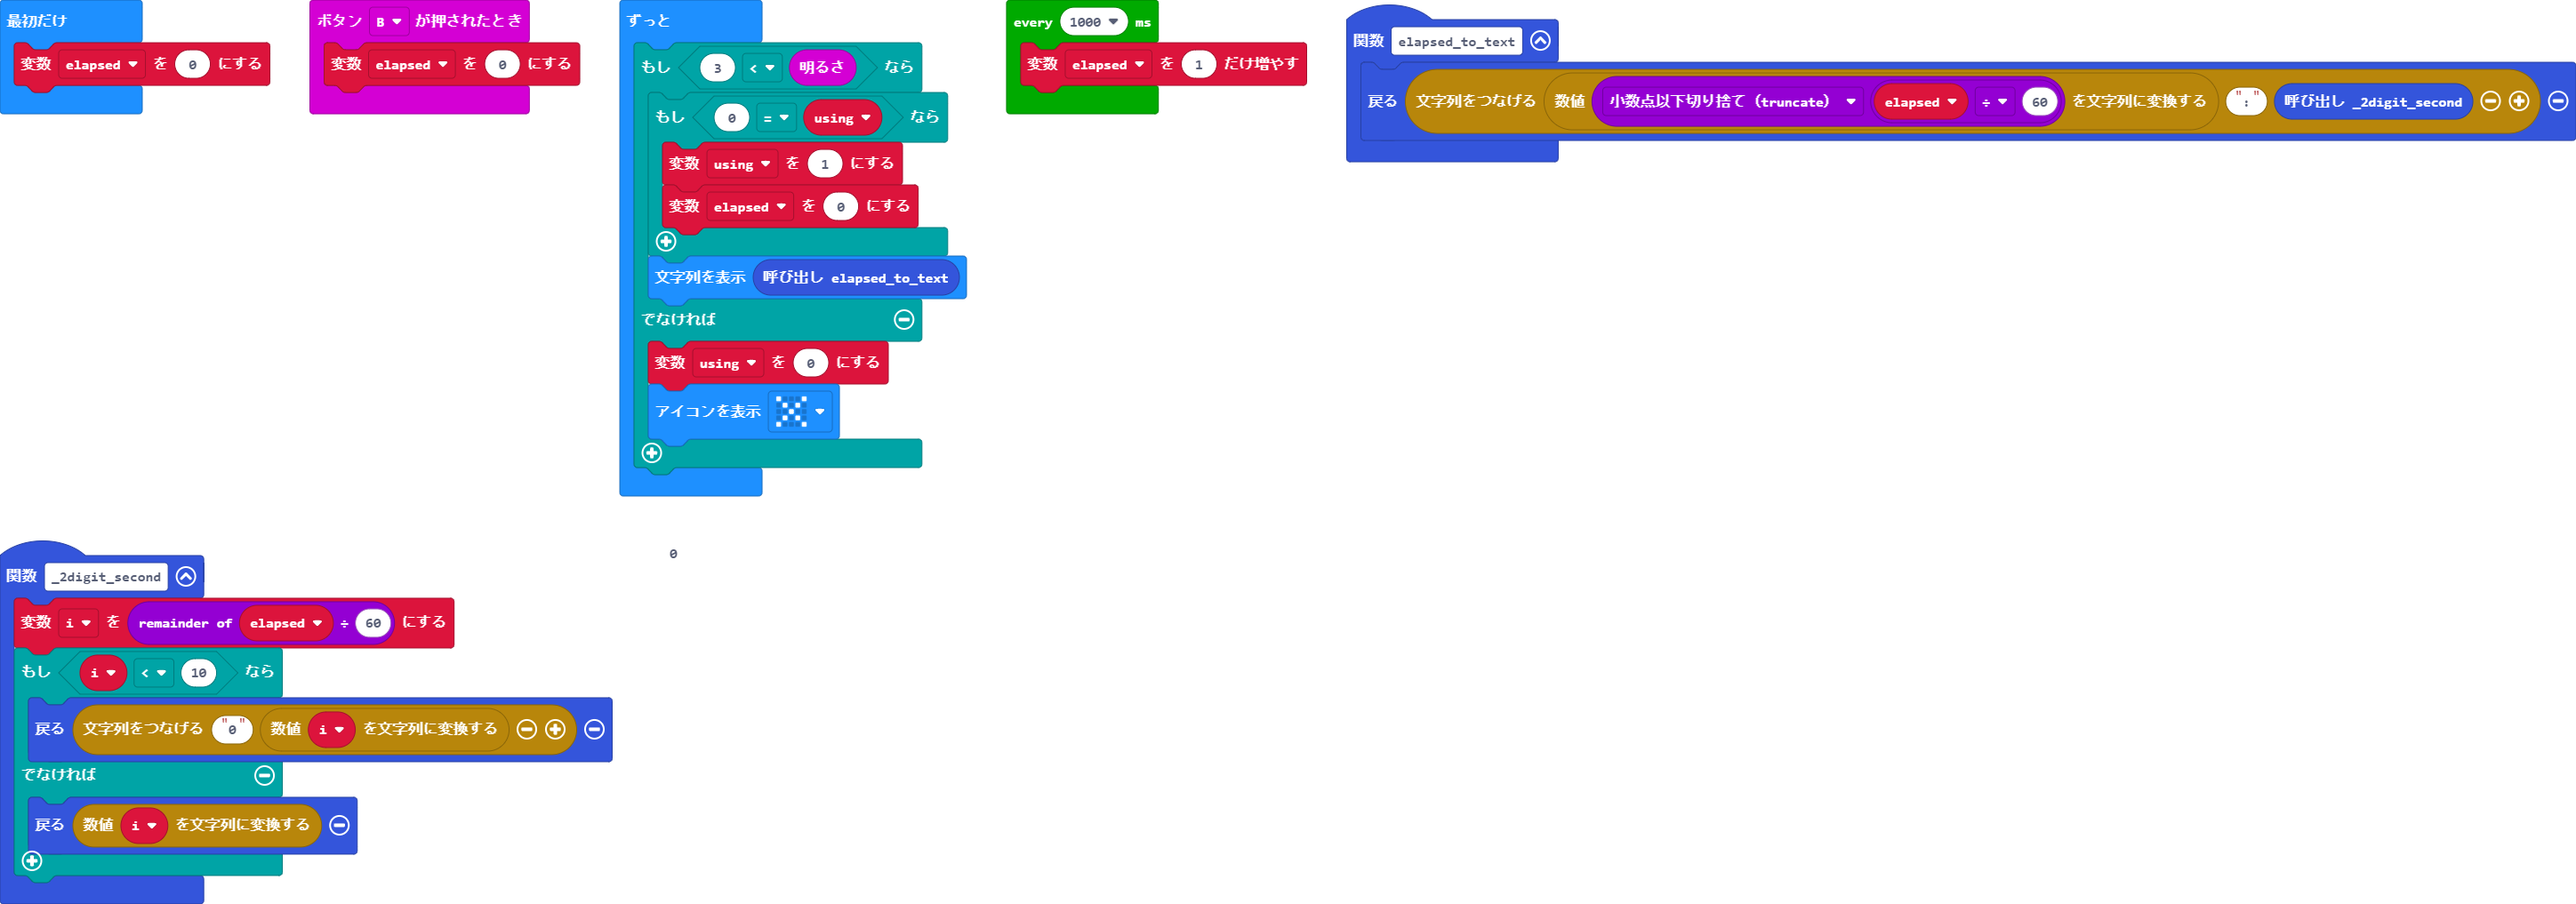 最初だけ
変数 elapsed を 0 にする
ボタン B が押されたとき
変数 elapsed を 0 にする
ずっと
もし 3 < 明るさ なら
もし 0 = using なら
変数 using を 1 にする
変数 elapsed を 0 にする
文字列を表示 呼び出し elapsed_to_text
でなければ
変数 using を 0 にする
アイコンを表示
every 1000 ms
変数 elapsed を 1 だけ増やす
関数 elapsed_to_text
戻る 文字列をつなげる 数値 小数点以下切り捨て (truncate) elapsed ÷ 60 を文字列に変換する ":" 呼び出し _2digit_second
0
関数 _2digit_second
変数 i を remainder of elapsed ÷ 60 にする
もし i < 10 なら
戻る 文字列をつなげる "0" 数値 i を文字列に変換する
でなければ
戻る 数値 i を文字列に変換する